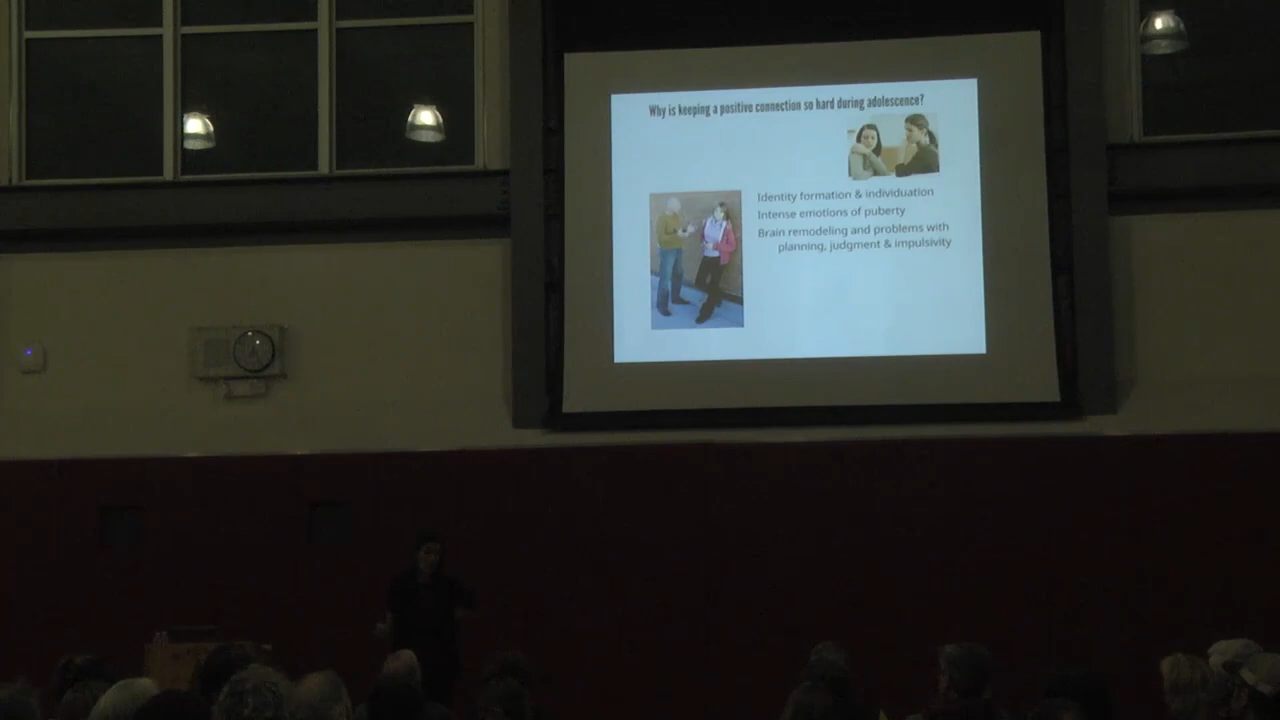 Why is keeping a positive connection so hard during adolescence?
Identity formation & individuation
Intense emotions of puberty
Brain remodeling and problems with
planning, judgment & impulsivity